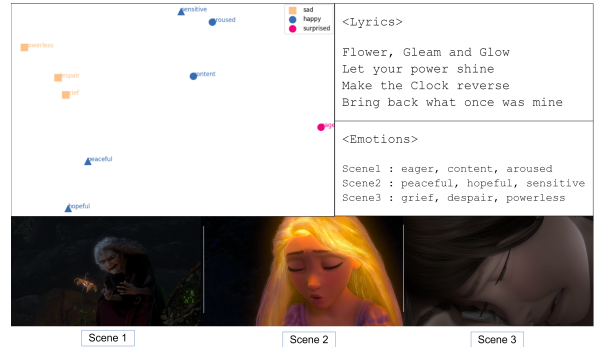 sensitive
aroused
powerless
despair
grief
content
eager
peaceful
hopeful
sad
happy
surprised
<Lyrics>
Flower, Gleam and Glow
Let your power shine
Make the Clock reverse
Bring back what once was mine
<Emotions>
Scene1 : eager, content, aroused
Scene2 : peaceful, hopeful, sensitive
Scene3 : grief, despair, powerless
Scene 1
Scene 2
Scene 3